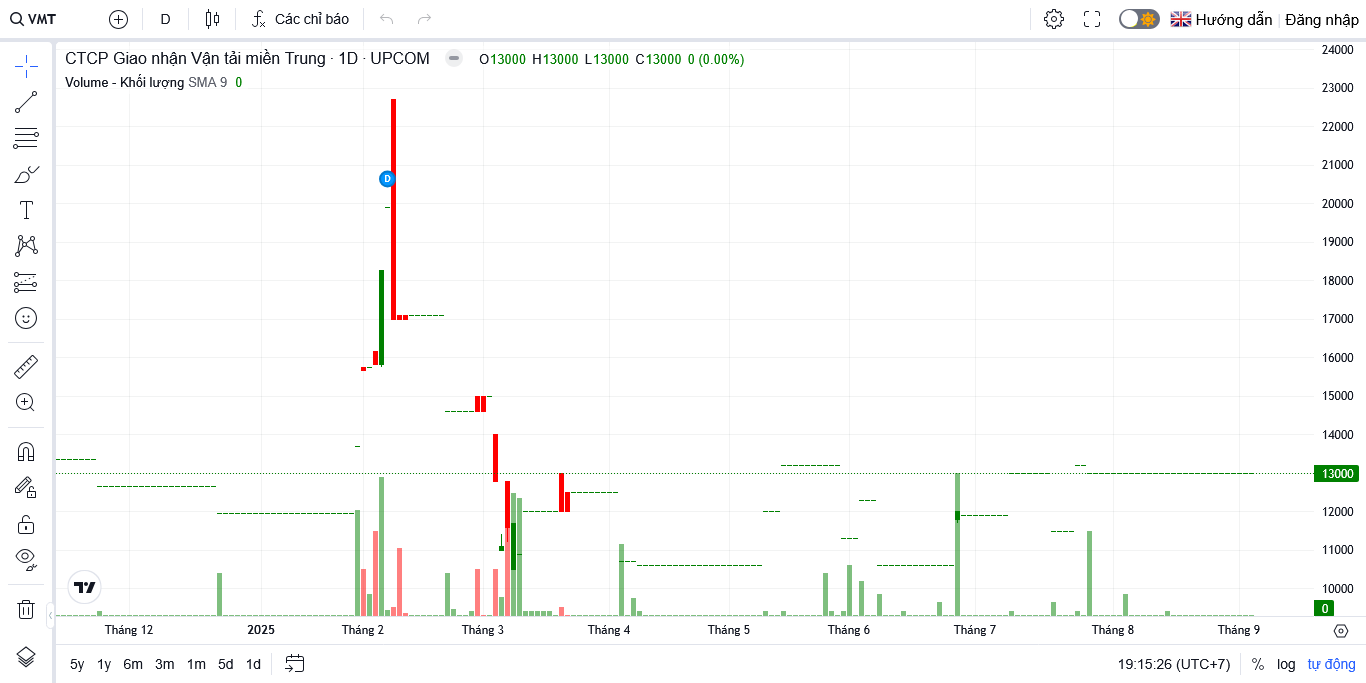 VMT D Các chỉ báo Hướng dẫn Đăng nhập
CTCP Giao nhận Vận tải miền Trung · 1D · UPCOM O13000 H13000 L13000 C13000 0 (0.00%)
Volume - Khối lượng SMA 9 0
24000
23000
22000
21000
D
20000
19000
18000
17000
16000
15000
14000
13000
12000
11000
10000
0
Tháng 12 2025 Tháng 2 Tháng 3 Tháng 4 Tháng 5 Tháng 6 Tháng 7 Tháng 8 Tháng 9
5y 1y 6m 3m 1m 5d 1d 19:15:26 (UTC+7) % log tự động